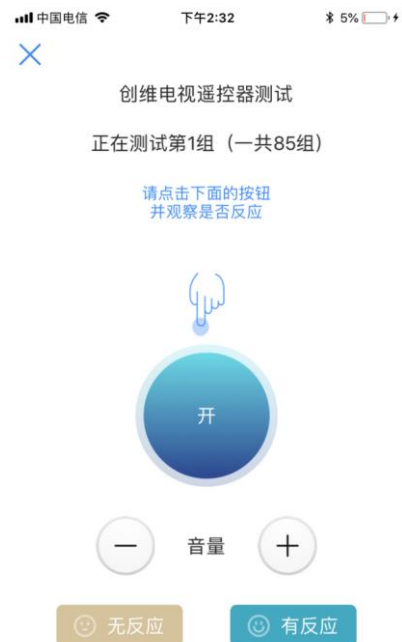 中国电信 下午2:32 5%
创维电视遥控器测试
正在测试第1组（一共85组）
请点击下面的按钮
并观察是否反应
开
音量
无反应 有反应